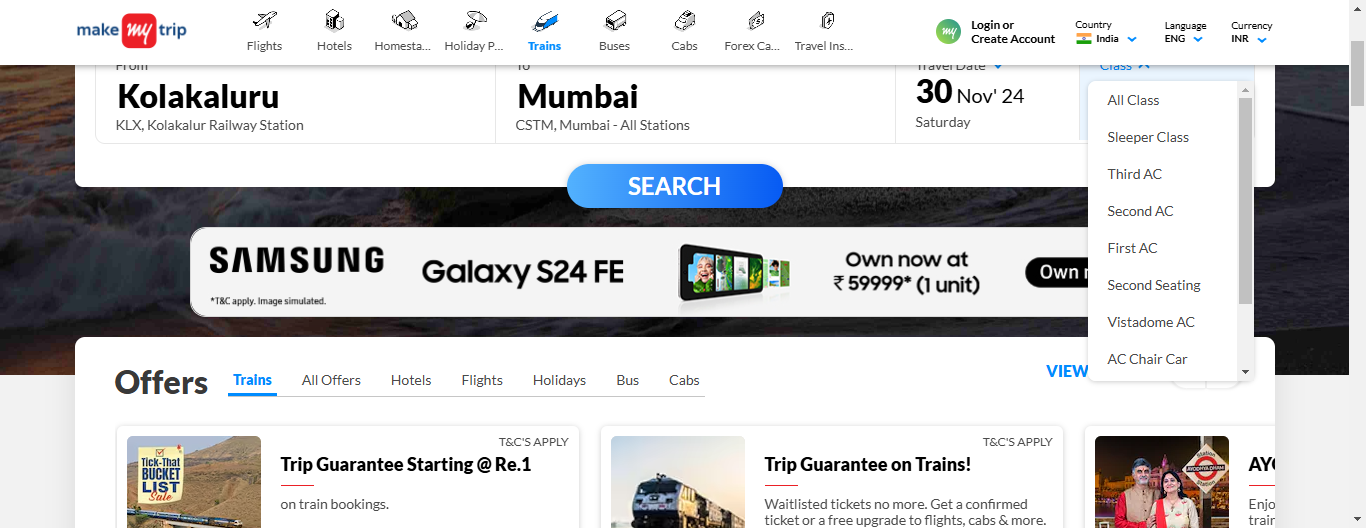 make my trip
Flights
Hotels
Homesta...
Holiday P...
Trains
Buses
Cabs
Forex Ca...
Travel Ins...
my
Login or
Create Account
Country
India
Language
ENG
Currency
INR
From
To
Travel Date
Class
Kolakaluru
KLX, Kolakalur Railway Station
Mumbai
CSTM, Mumbai - All Stations
30 Nov' 24
Saturday
All Class
Sleeper Class
Third AC
Second AC
First AC
Second Seating
Vistadome AC
AC Chair Car
SEARCH
SAMSUNG
*T&C apply. Image simulated.
Galaxy S24 FE
Own now at
₹ 59999* (1 unit)
Own n
Offers
Trains
All Offers
Hotels
Flights
Holidays
Bus
Cabs
VIEW
TICK-THAT
BUCKET
LIST
Sale
T&C'S APPLY
Trip Guarantee Starting @ Re.1
on train bookings.
T&C'S APPLY
Trip Guarantee on Trains!
Waitlisted tickets no more. Get a confirmed
ticket or a free upgrade to flights, cabs & more.
Station
AYODHYA DHAM
Station
AYO
Enjo
train